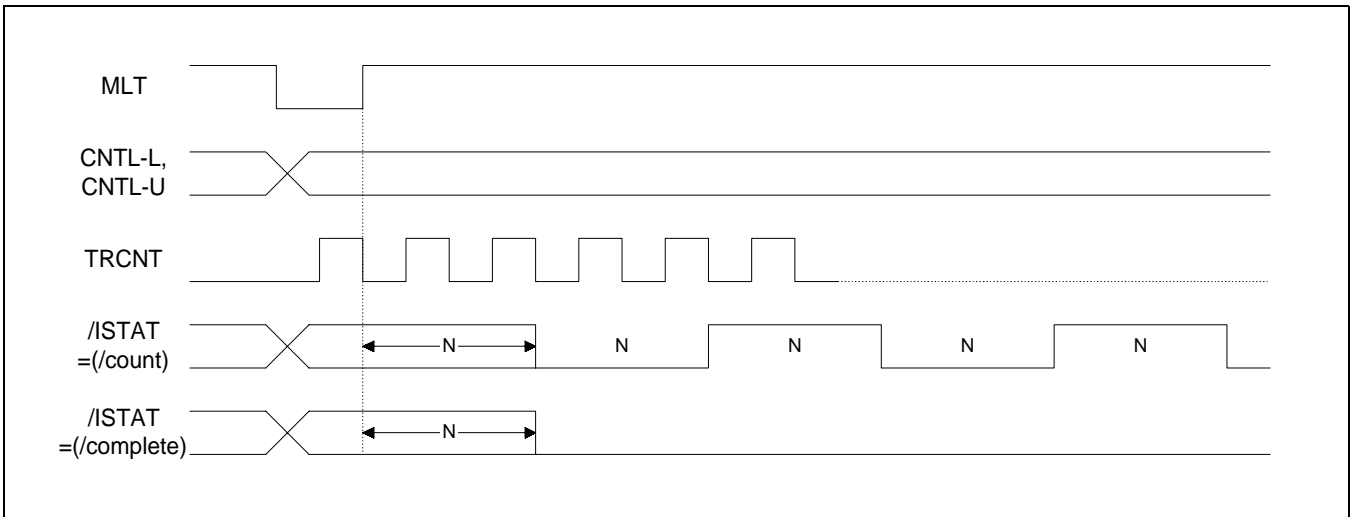 MLT
CNTL-L,
CNTL-U
TRCNT
/ISTAT
=(/count)
N N N N N
/ISTAT
=(/complete)
N